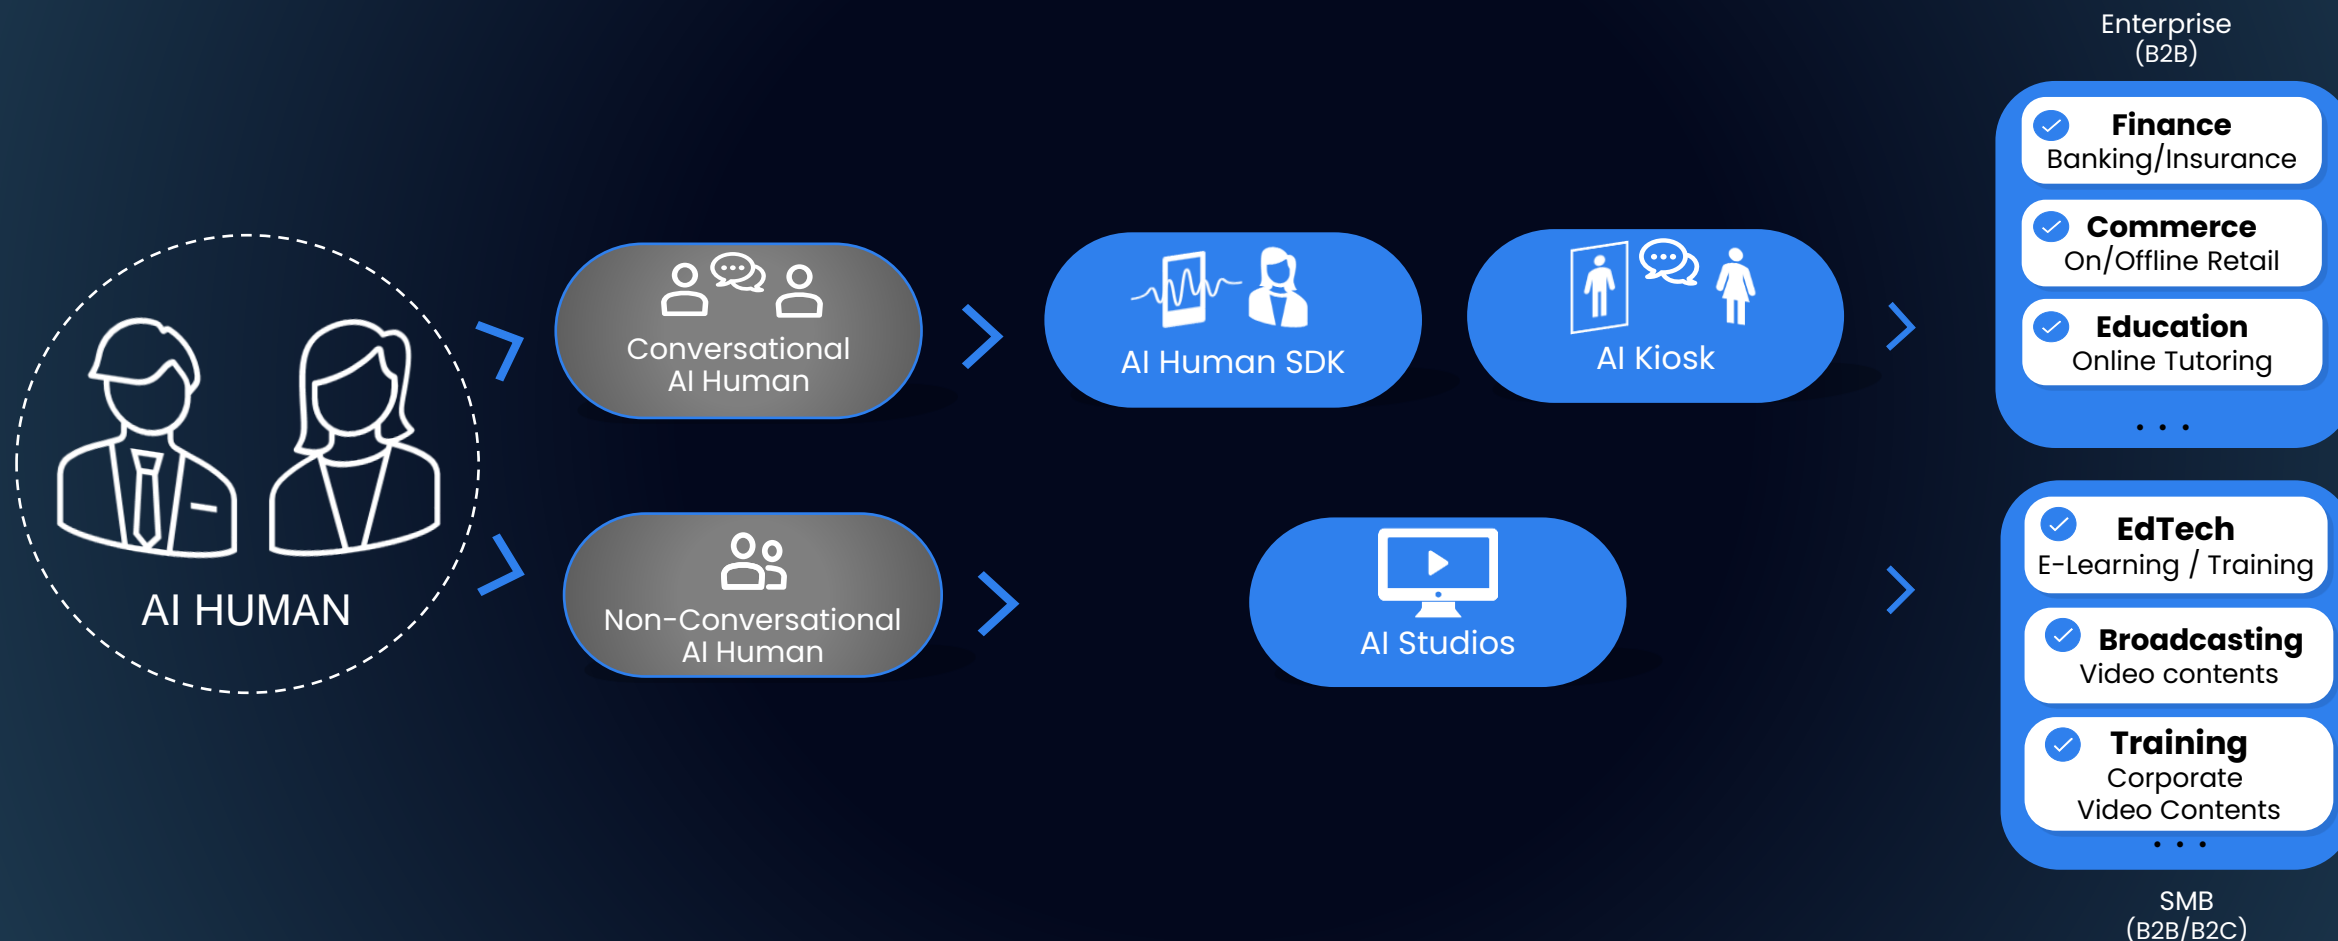 AI HUMAN
Conversational
AI Human
AI Human SDK
AI Kiosk
Enterprise
(B2B)
Finance
Banking/Insurance
Commerce
On/Offline Retail
Education
Online Tutoring
. . .
Non-Conversational
AI Human
AI Studios
EdTech
E-Learning / Training
Broadcasting
Video contents
Training
Corporate
Video Contents
. . .
SMB
(B2B/B2C)